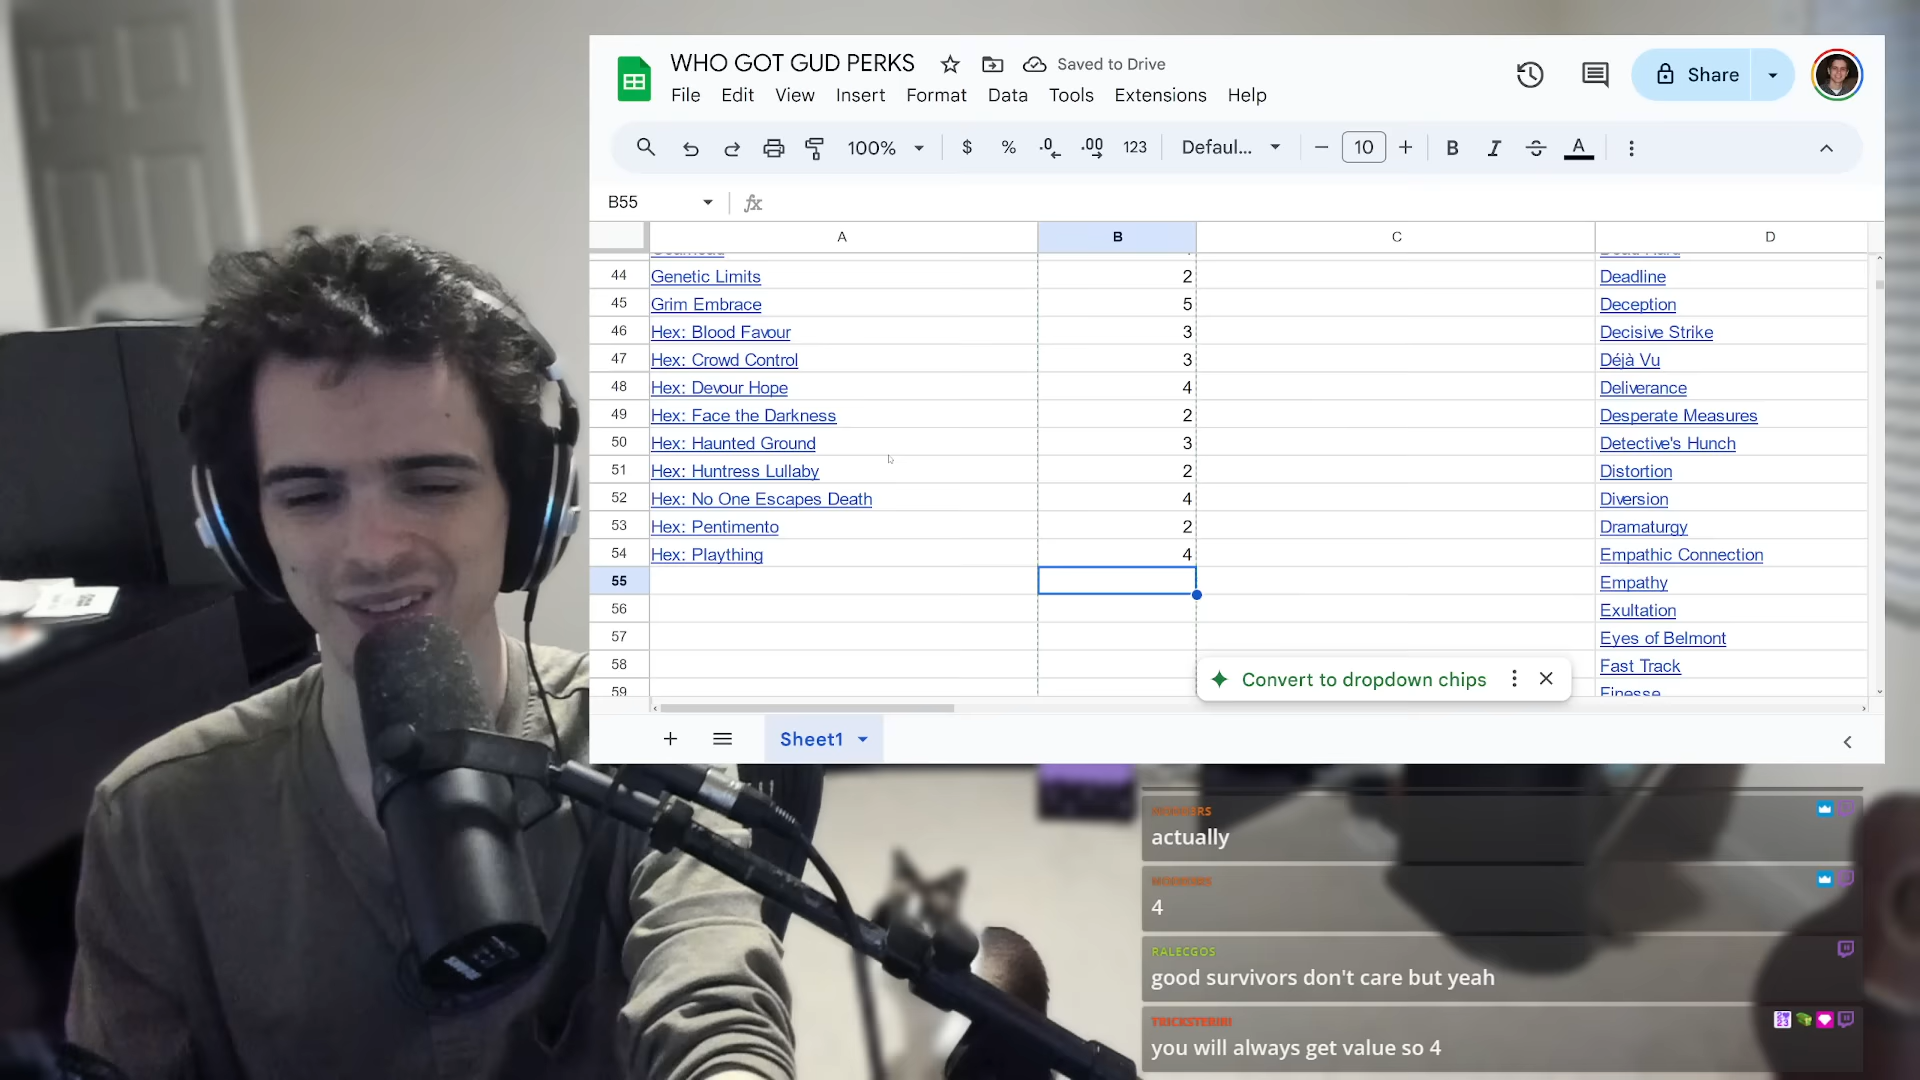 WHO GOT GUD PERKS
Saved to Drive
Share
File Edit View Insert Format Data Tools Extensions Help
100% $ % .0 .00 123 Defaul... − 10 + B I S A
B55 fx
A B C D
44 Genetic Limits 2 Deadline
45 Grim Embrace 5 Deception
46 Hex: Blood Favour 3 Decisive Strike
47 Hex: Crowd Control 3 Déjà Vu
48 Hex: Devour Hope 4 Deliverance
49 Hex: Face the Darkness 2 Desperate Measures
50 Hex: Haunted Ground 3 Detective's Hunch
51 Hex: Huntress Lullaby 2 Distortion
52 Hex: No One Escapes Death 4 Diversion
53 Hex: Pentimento 2 Dramaturgy
54 Hex: Plaything 4 Empathic Connection
55 Empathy
56 Exultation
57 Eyes of Belmont
58 Fast Track
59 Finesse
Convert to dropdown chips
Sheet1
actually
4
RALECGOS
good survivors don't care but yeah
you will always get value so 4